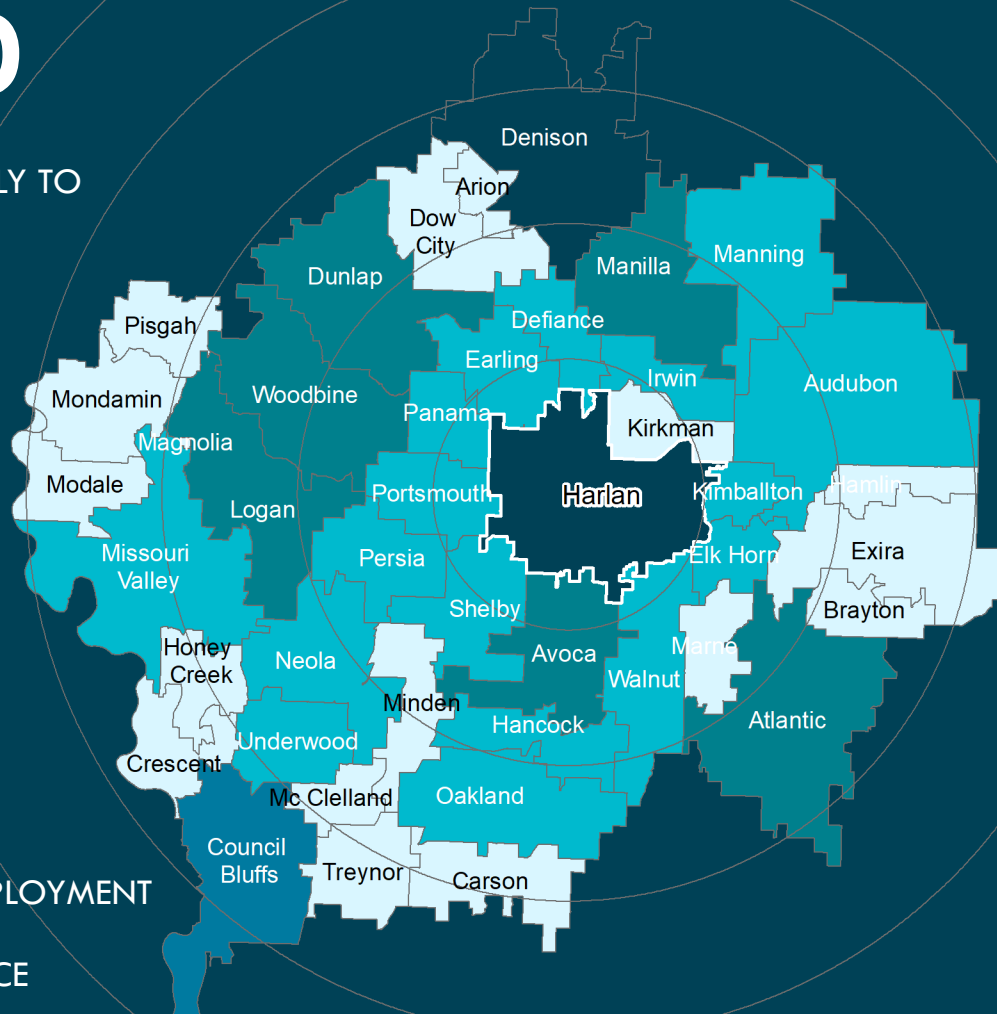 0
LY TO
Denison
Arion
Dow
City
Manilla
Manning
Dunlap
Pisgah
Defiance
Earling
Irwin
Audubon
Mondamin
Woodbine
Panama
Kirkman
Magnolia
Modale
Portsmouth
Harlan
Kimballton
Hamlin
Logan
Missouri
Valley
Persia
Elk Horn
Exira
Shelby
Brayton
Honey
Creek
Neola
Avoca
Marne
Walnut
Minden
Hancock
Atlantic
Underwood
Crescent
Mc Clelland
Oakland
Council
Bluffs
Treynor
Carson
PLOYMENT
CE